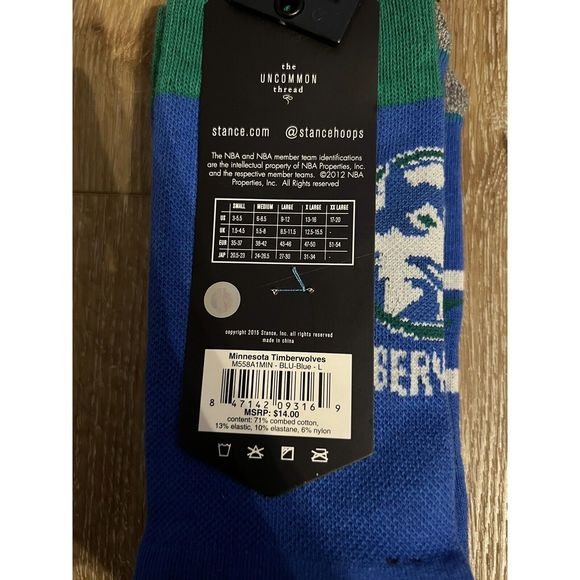 the
UNCOMMON
thread
stance.com @stancehoops
The NBA and NBA member team identifications
are the intellectual property of NBA Properties, Inc.
and the respective member teams. ©2012 NBA
Properties, Inc. All Rights reserved
SMALL MEDIUM LARGE X LARGE XX LARGE
US 3-5.5 6-8.5 9-12 13-16 17-20
UK 1.5-4.5 5.5-8 8.5-11.5 12.5-15.5 -
EUR 35-37 38-42 43-46 47-50 51-54
JAP 20.5-23 24-26.5 27-30 31-34 -
copyright 2015 Stance, Inc. all rights reserved
made in china
Minnesota Timberwolves
M558A1MIN - BLU-Blue - L
8 47142 09316 9
MSRP: $14.00
content: 71% combed cotton,
13% elastic, 10% elastane, 6% nylon
BERW